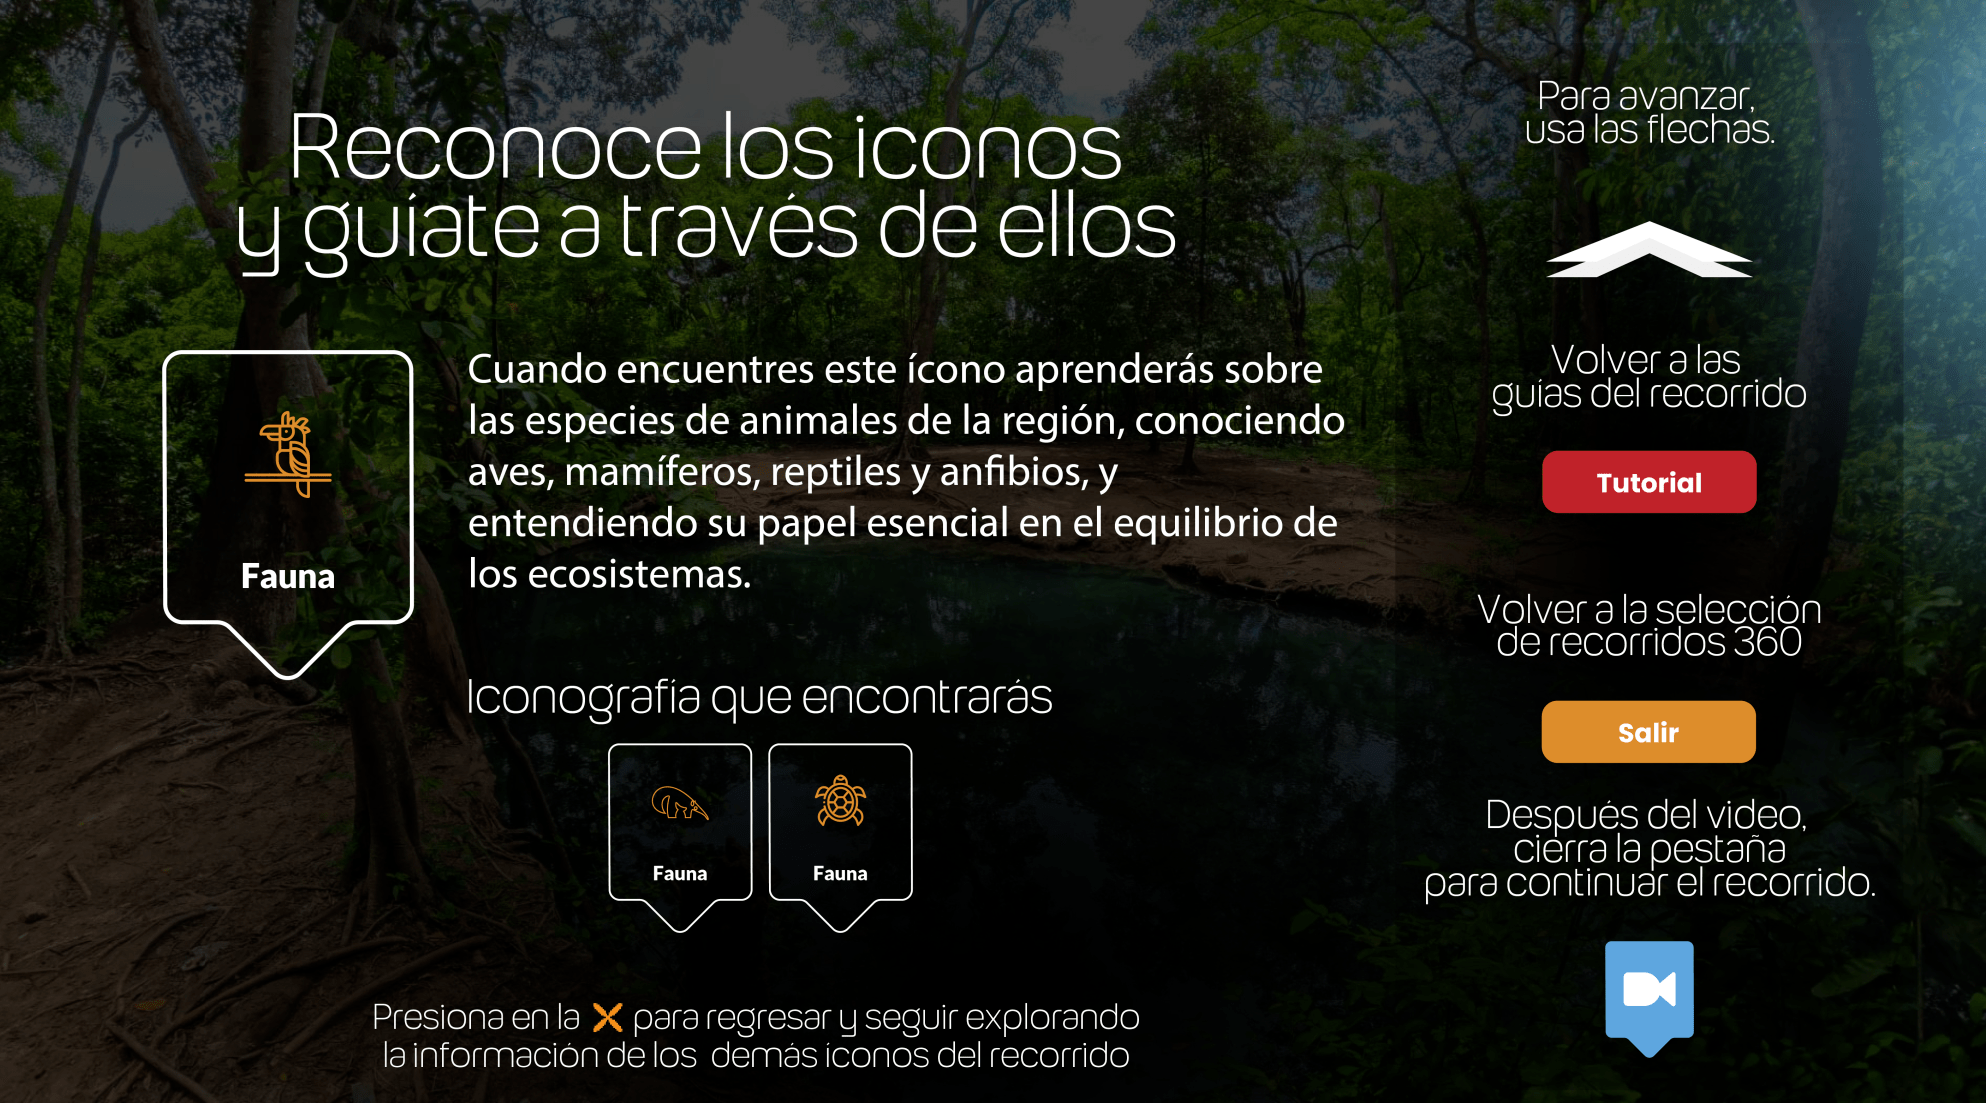 Reconoce los iconos
y guíate a través de ellos
Fauna
Cuando encuentres este ícono aprenderás sobre
las especies de animales de la región, conociendo
aves, mamíferos, reptiles y anfibios, y
entendiendo su papel esencial en el equilibrio de
los ecosistemas.
Iconografía que encontrarás
Fauna
Fauna
Presiona en la para regresar y seguir explorando
la información de los demás íconos del recorrido
Para avanzar,
usa las flechas.
Volver a las
guías del recorrido
Tutorial
Volver a la selección
de recorridos 360
Salir
Después del video,
cierra la pestaña
para continuar el recorrido.